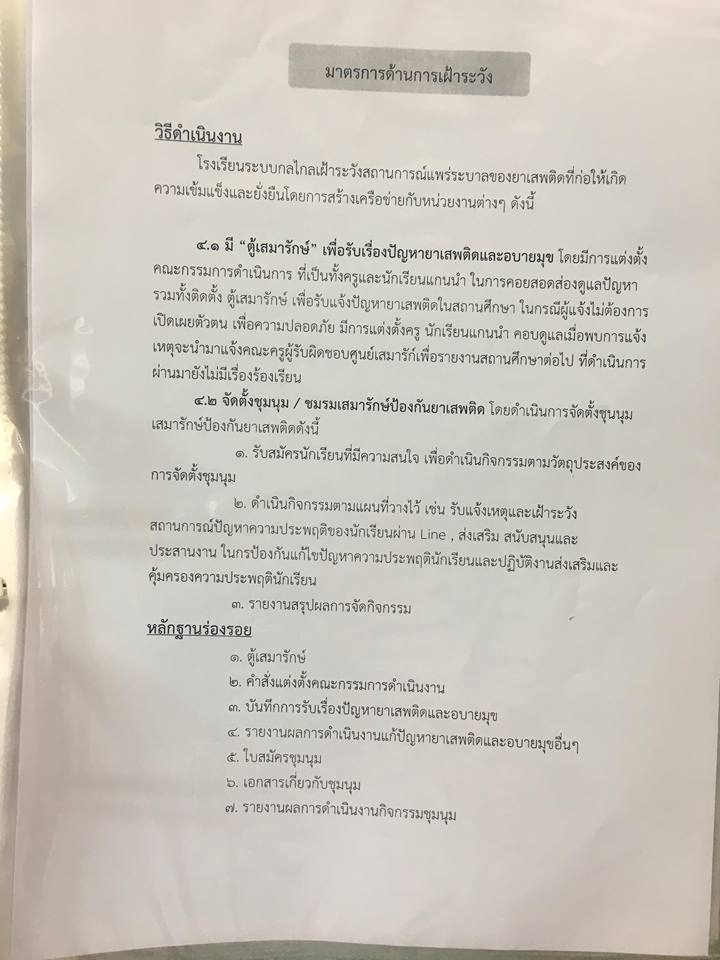 มาตรการด้านการเฝ้าระวัง
วิธีดำเนินงาน
โรงเรียนระบบกลไกลเฝ้าระวังสถานการณ์แพร่ระบาลของยาเสพติดที่ก่อให้เกิด
ความเข้มแข็งและยั่งยืนโดยการสร้างเครือข่ายกับหน่วยงานต่างๆ ดังนี้
๔.๑ มี “ตู้เสมารักษ์” เพื่อรับเรื่องปัญหายาเสพติดและอบายมุข โดยมีการแต่งตั้ง
คณะกรรมการดำเนินการ ที่เป็นทั้งครูและนักเรียนแกนนำ ในการคอยสอดส่องดูแลปัญหา
รวมทั้งติดตั้ง ตู้เสมารักษ์ เพื่อรับแจ้งปัญหายาเสพติดในสถานศึกษา ในกรณีผู้แจ้งไม่ต้องการ
เปิดเผยตัวตน เพื่อความปลอดภัย มีการแต่งตั้งครู นักเรียนแกนนำ คอบดูแลเมื่อพบการแจ้ง
เหตุจะนำมาแจ้งคณะครูผู้รับผิดชอบศูนย์เสมารัก์เพื่อรายงานสถานศึกษาต่อไป ที่ดำเนินการ
ผ่านมายังไม่มีเรื่องร้องเรียน
๔.๒ จัดตั้งชุมนุม / ชมรมเสมารักษ์ป้องกันยาเสพติด โดยดำเนินการจัดตั้งชุนนุม
เสมารักษ์ป้องกันยาเสพติดดังนี้
๑. รับสมัครนักเรียนที่มีความสนใจ เพื่อดำเนินกิจกรรมตามวัตถุประสงค์ของ
การจัดตั้งชุมนุม
๒. ดำเนินกิจกรรมตามแผนที่วางไว้ เช่น รับแจ้งเหตุและเฝ้าระวัง
สถานการณ์ปัญหาความประพฤติของนักเรียนผ่าน Line , ส่งเสริม สนับสนุนและ
ประสานงาน ในกรป้องกันแก้ไขปัญหาความประพฤตินักเรียนและปฏิบัติงานส่งเสริมและ
คุ้มครองความประพฤตินักเรียน
๓. รายงานสรุปผลการจัดกิจกรรม
หลักฐานร่องรอย
๑. ตู้เสมารักษ์
๒. คำสั่งแต่งตั้งคณะกรรมการดำเนินงาน
๓. บันทึกการรับเรื่องปัญหายาเสพติดและอบายมุข
๔. รายงานผลการดำเนินงานแก้ปัญหายาเสพติดและอบายมุขอื่นๆ
๕. ใบสมัครชุมนุม
๖. เอกสารเกี่ยวกับชุมนุม
๗. รายงานผลการดำเนินงานกิจกรรมชุมนุม